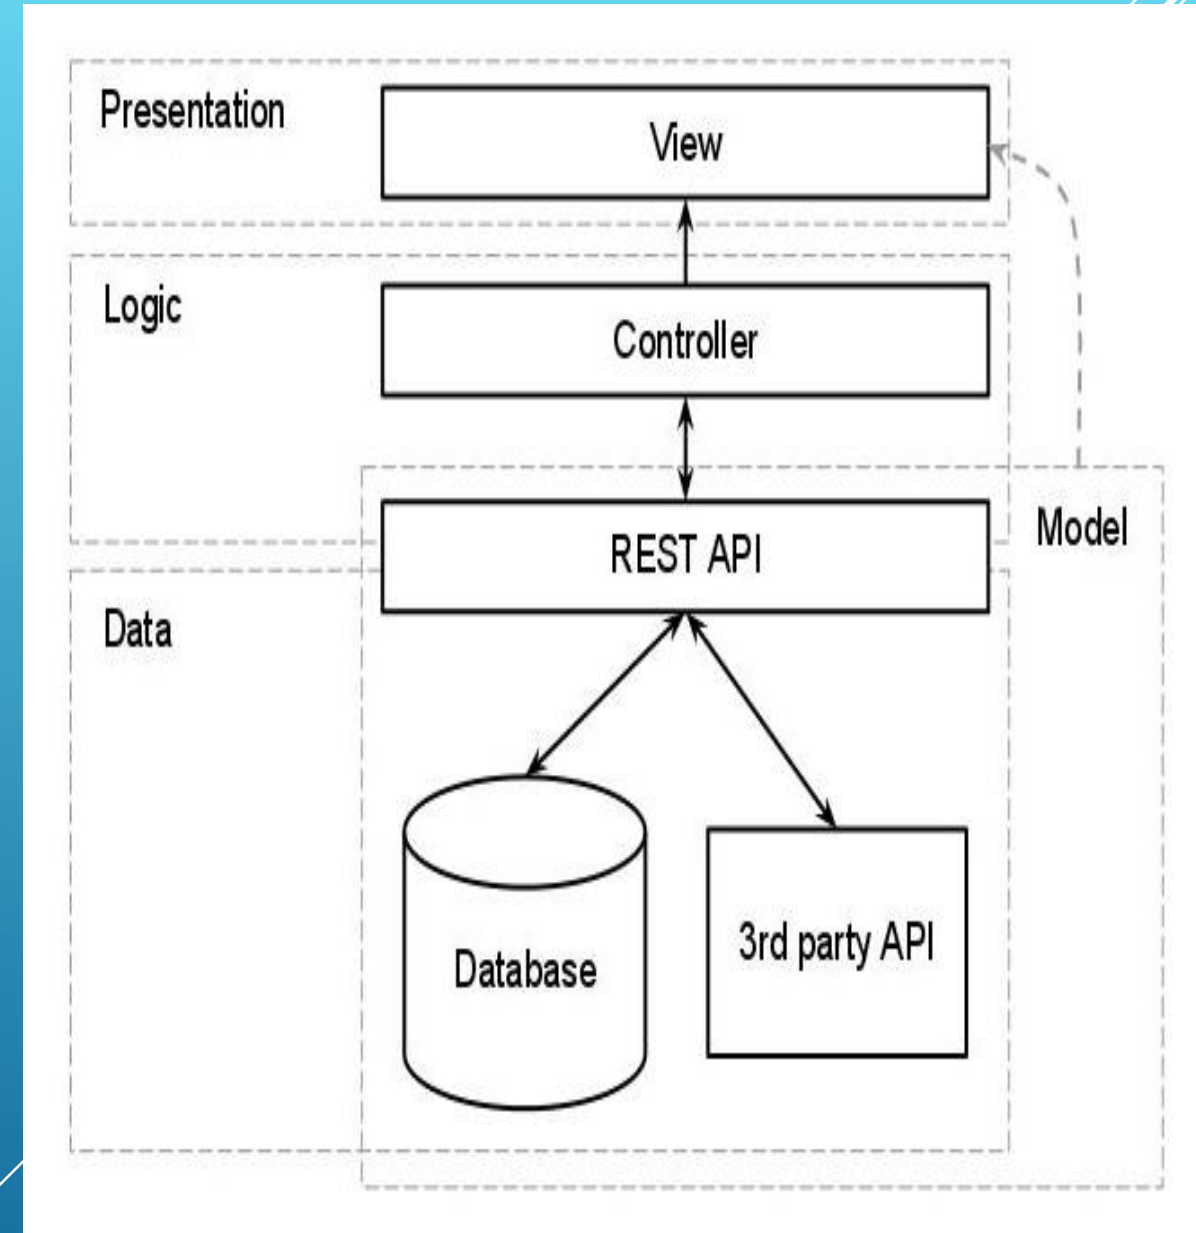 Presentation
View
Logic
Controller
REST API
Model
Data
Database
3rd party API